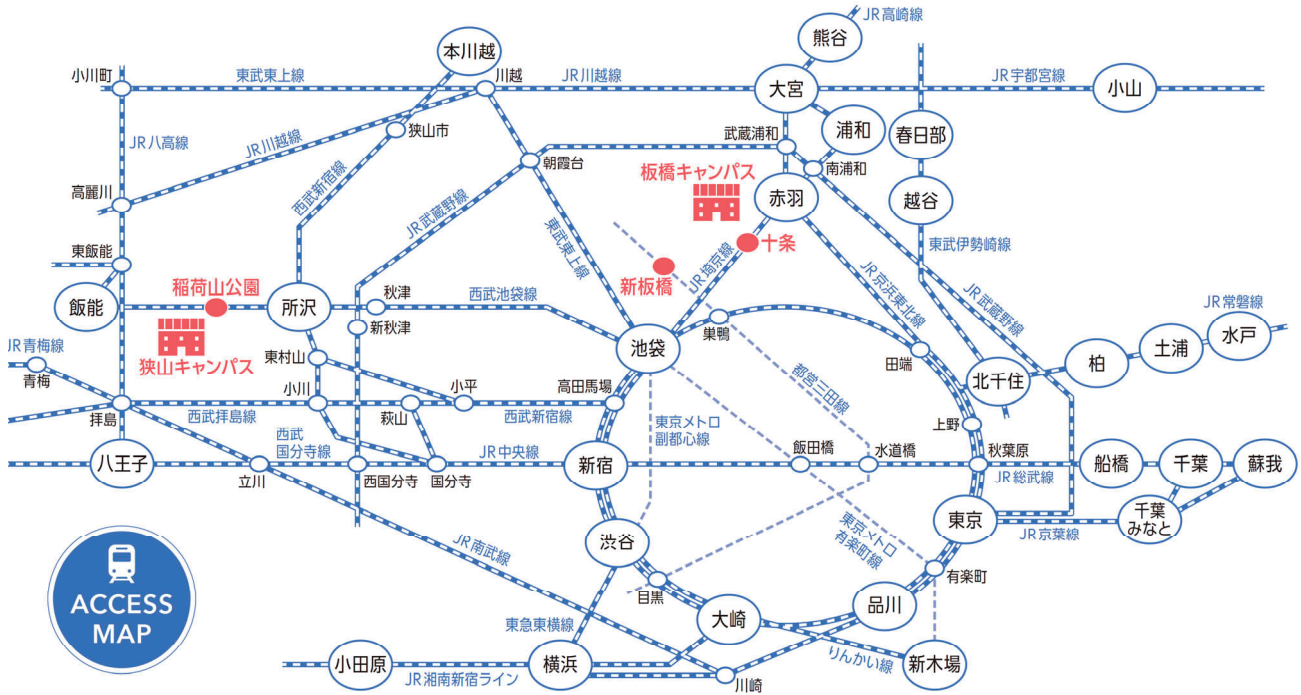 JR高崎線
熊谷
本川越
小川町
東武東上線
川越
JR川越線
大宮
JR宇都宮線
小山
狭山市
武蔵浦和
浦和
春日部
JR八高線
JR川越線
西武新宿線
朝霞台
南浦和
板橋キャンパス
赤羽
越谷
高麗川
JR武蔵野線
東武東上線
十条
東武伊勢崎線
東飯能
新板橋
JR埼京線
JR京浜東北線
JR武蔵野線
飯能
稲荷山公園
所沢
秋津
西武池袋線
新秋津
狭山キャンパス
巣鴨
JR常磐線
水戸
土浦
柏
北千住
JR青梅線
青梅
東村山
池袋
田端
小川
小平
高田馬場
都営三田線
拝島
西武拝島線
萩山
西武新宿線
東京メトロ
副都心線
上野
西武
国分寺線
JR中央線
飯田橋
水道橋
秋葉原
八王子
立川
西国分寺
国分寺
新宿
JR総武線
船橋
千葉
蘇我
東京
千葉
みなと
JR京葉線
渋谷
東京メトロ
有楽町線
JR南武線
有楽町
目黒
品川
大崎
ACCESS
MAP
東急東横線
りんかい線
新木場
小田原
横浜
JR湘南新宿ライン
川崎